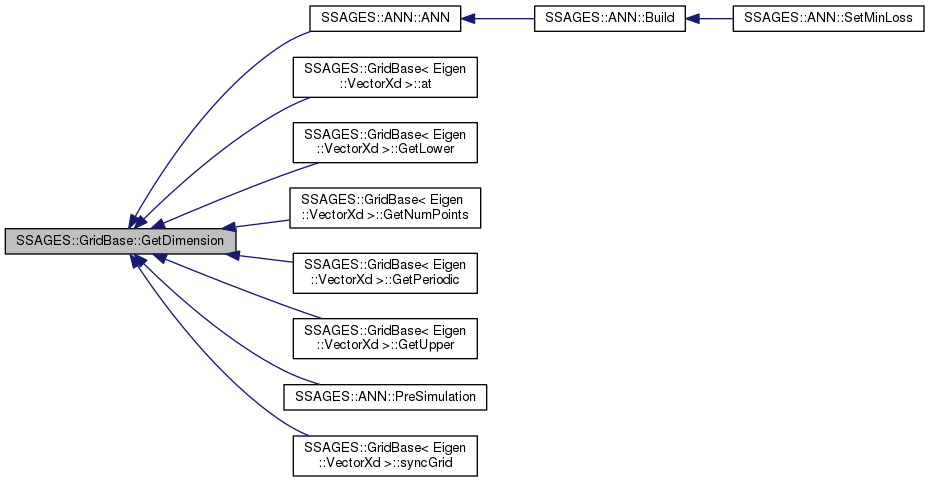 SSAGES::ANN::ANN
SSAGES::ANN::Build
SSAGES::ANN::SetMinLoss
SSAGES::GridBase< Eigen
::VectorXd >::at
SSAGES::GridBase< Eigen
::VectorXd >::GetLower
SSAGES::GridBase< Eigen
::VectorXd >::GetNumPoints
SSAGES::GridBase::GetDimension
SSAGES::GridBase< Eigen
::VectorXd >::GetPeriodic
SSAGES::GridBase< Eigen
::VectorXd >::GetUpper
SSAGES::ANN::PreSimulation
SSAGES::GridBase< Eigen
::VectorXd >::syncGrid